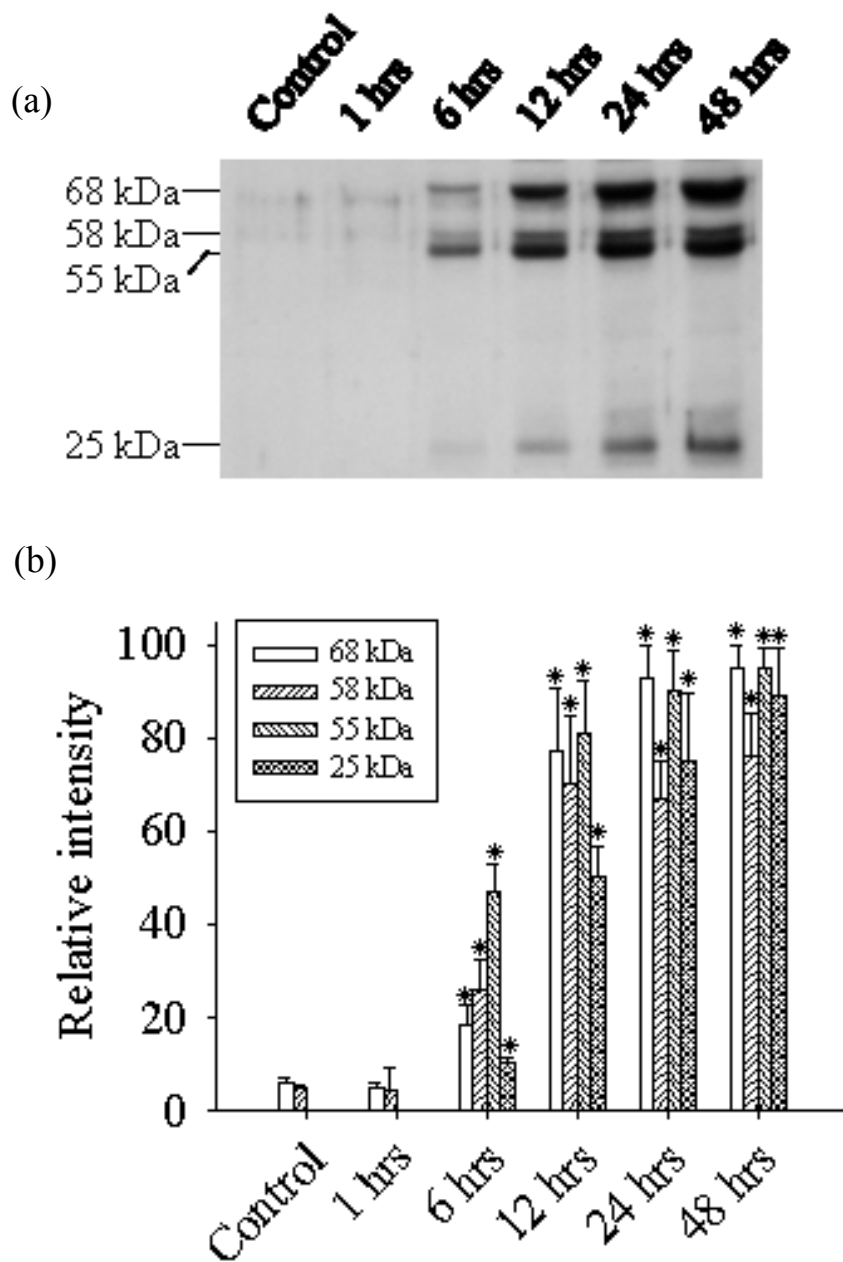 (a)
Control 1 hrs 6 hrs 12 hrs 24 hrs 48 hrs
68 kDa
58 kDa
55 kDa
25 kDa
(b)
Relative intensity
100
80
60
40
20
0
68 kDa
58 kDa
55 kDa
25 kDa
* * * *
* * * *
* * * *
* * * *
Control 1 hrs 6 hrs 12 hrs 24 hrs 48 hrs